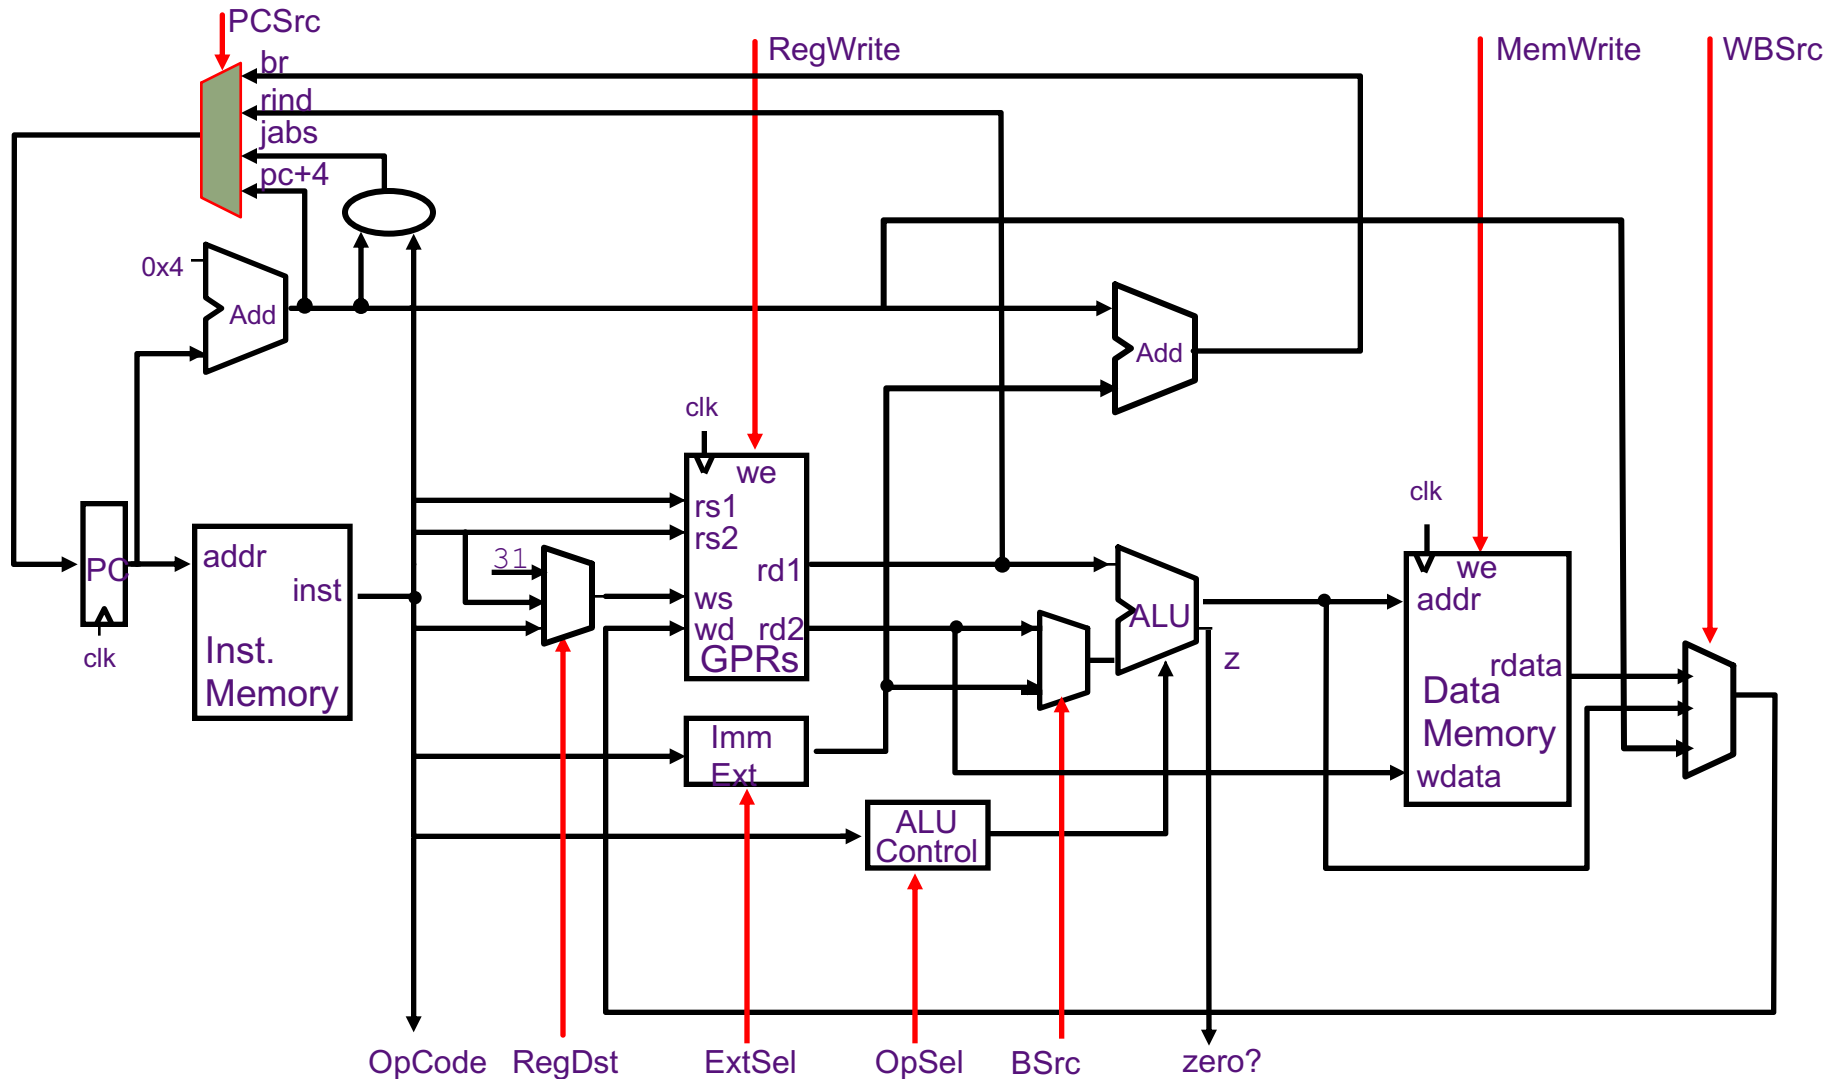 PCSrc
RegWrite
MemWrite
WBSrc
br
rind
jabs
pc+4
0x4
Add
Add
clk
we
rs1
rs2
rd1
ws
wd
rd2
GPRs
31
PC
clk
addr
inst
Inst.
Memory
ALU
z
clk
we
addr
rdata
Data
Memory
wdata
Imm
Ext
ALU
Control
OpCode
RegDst
ExtSel
OpSel
BSrc
zero?